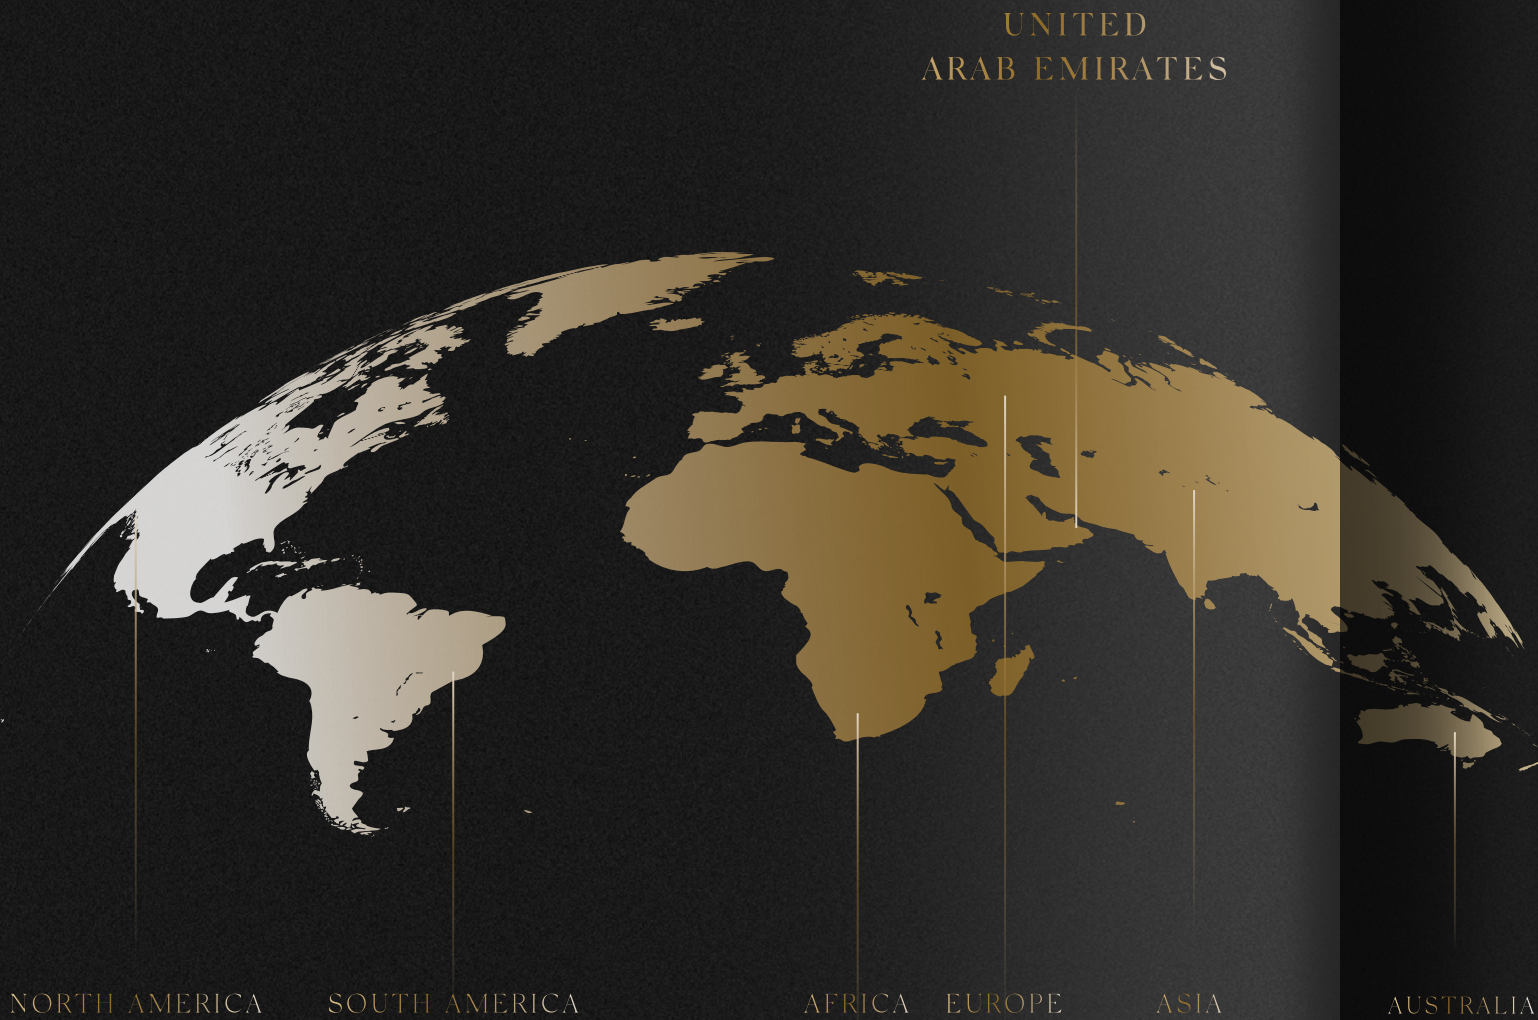 UNITED
ARAB EMIRATES
NORTH AMERICA
SOUTH AMERICA
AFRICA
EUROPE
ASIA
AUSTRALIA